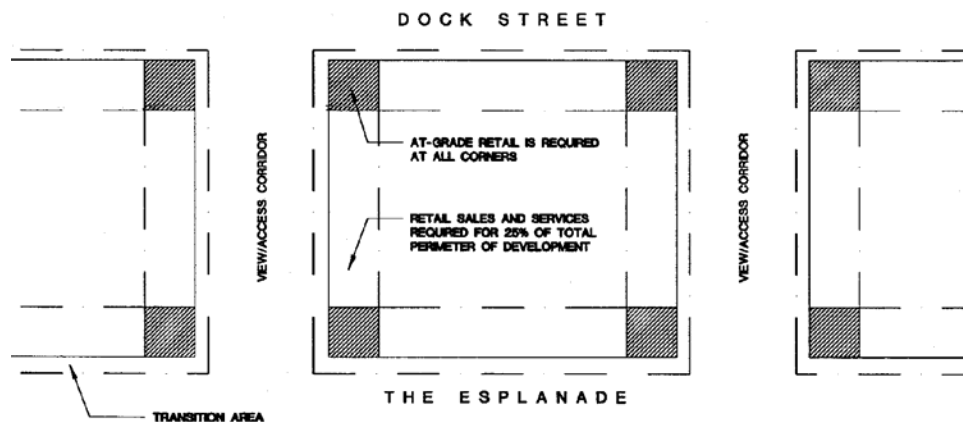 DOCK STREET
AT-GRADE RETAIL IS REQUIRED
AT ALL CORNERS
VIEW/ACCESS CORRIDOR
VIEW/ACCESS CORRIDOR
RETAIL SALES AND SERVICES
REQUIRED FOR 25% OF TOTAL
PERIMETER OF DEVELOPMENT
THE ESPLANADE
TRANSITION AREA